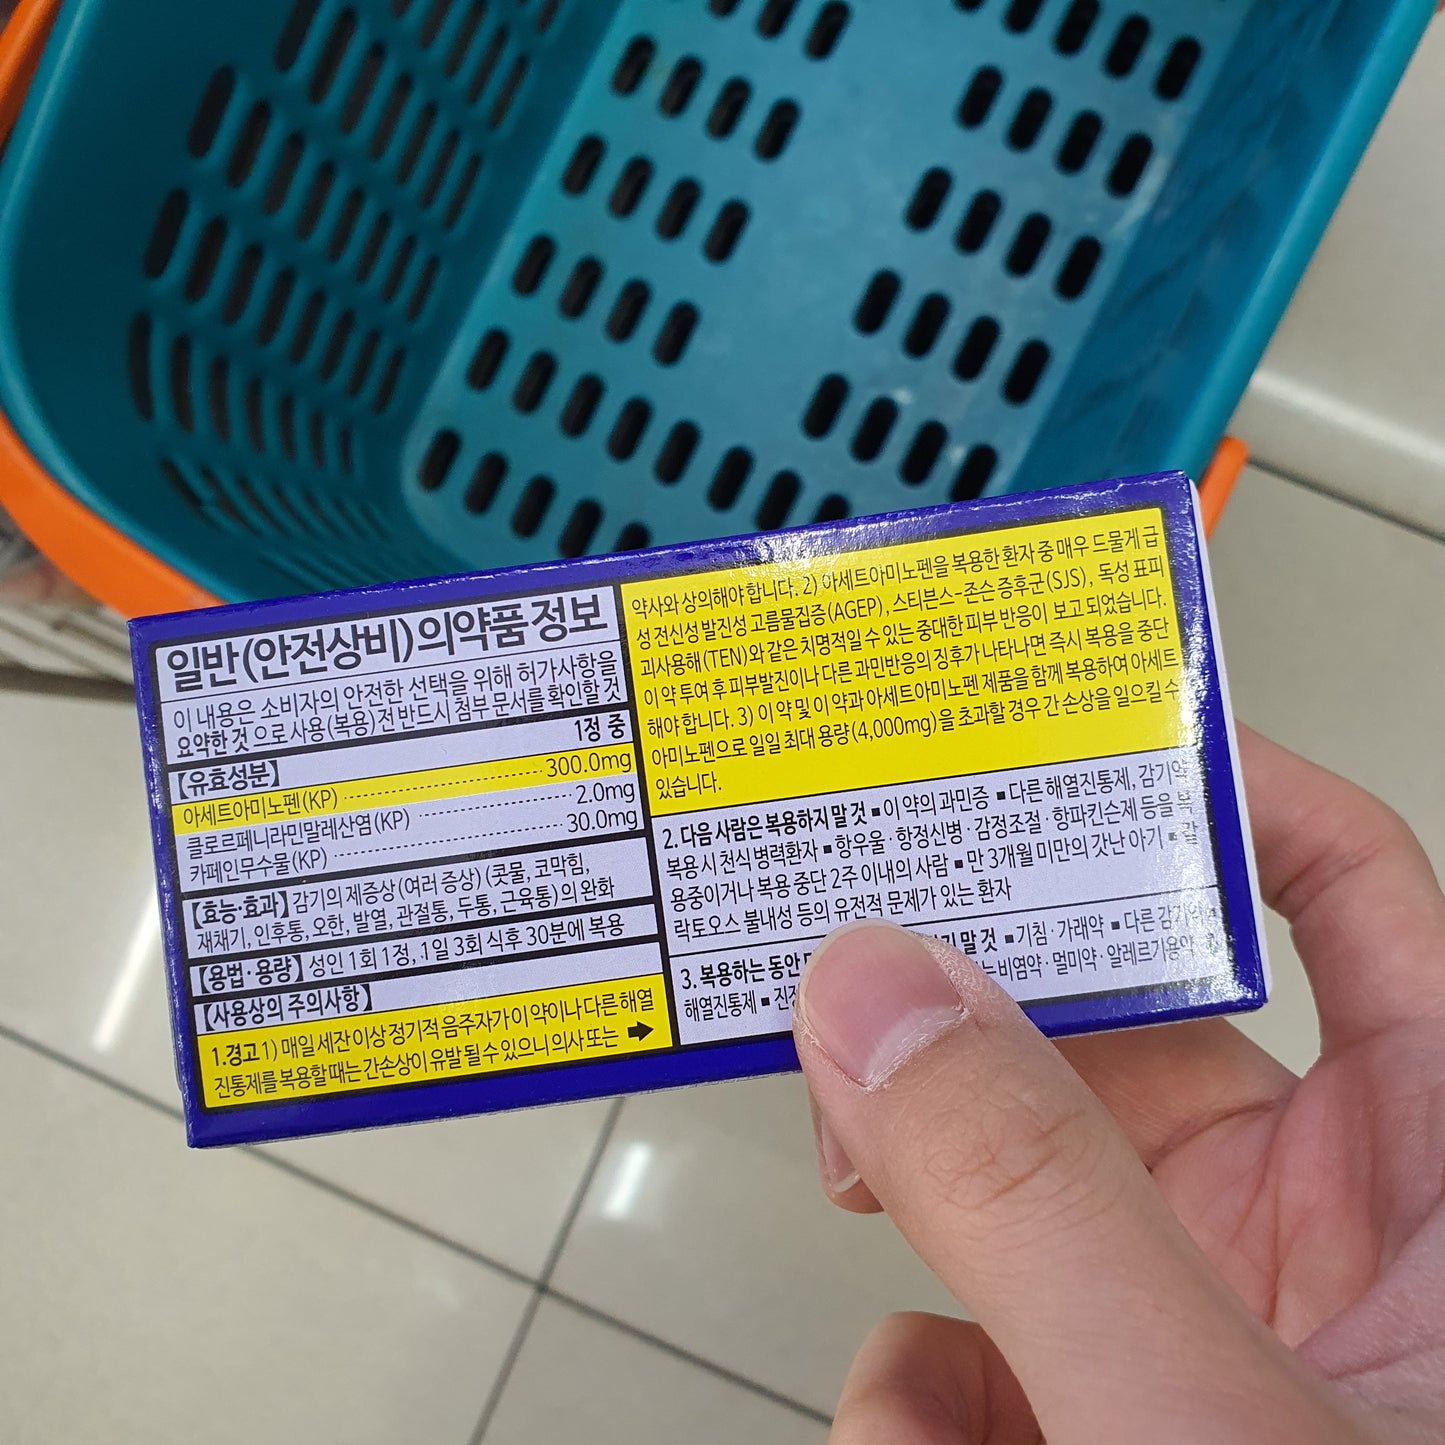 일반(안전상비)의약품 정보
이 내용은 소비자의 안전한 선택을 위해 허가사항을
요약한 것으로 사용(복용) 전 반드시 첨부 문서를 확인할 것
1정 중
【유효성분】
아세트아미노펜(KP) 300.0mg
클로르페니라민말레산염(KP) 2.0mg
카페인무수물(KP) 30.0mg
【효능·효과】감기의 제증상(여러 증상) (콧물, 코막힘,
재채기, 인후통, 오한, 발열, 관절통, 두통, 근육통)의 완화
【용법·용량】성인 1회 1정, 1일 3회 식후 30분에 복용
【사용상의 주의사항】
1.경고 1) 매일 세잔 이상 정기적 음주자가 이 약이나 다른 해열
진통제를 복용할 때는 간손상이 유발 될 수 있으니 의사 또는 ➡
약사와 상의해야 합니다. 2) 아세트아미노펜을 복용한 환자 중 매우 드물게 급
성 전신성 발진성 고름물집증(AGEP), 스티븐스-존슨 증후군(SJS), 독성 표피
괴사용해(TEN)와 같은 치명적일 수 있는 중대한 피부 반응이 보고 되었습니다.
이 약 투여 후 피부발진이나 다른 과민반응의 징후가 나타나면 즉시 복용을 중단
해야 합니다. 3) 이 약 및 이 약과 아세트아미노펜 제품을 함께 복용하여 아세트
아미노펜으로 일일 최대 용량(4,000mg)을 초과할 경우 간 손상을 일으킬 수
있습니다.
2. 다음 사람은 복용하지 말 것 ■ 이 약의 과민증 ■ 다른 해열진통제, 감기약
복용 시 천식 병력환자 ■ 항우울·항정신병·감정조절·항파킨슨제 등을 복
용중이거나 복용 중단 2주 이내의 사람 ■ 만 3개월 미만의 갓난 아기 ■ 갈
락토오스 불내성 등의 유전적 문제가 있는 환자
3. 복용하는 동안 말 것 ■ 기침·가래약 ■ 다른 감기약
해열진통제 ■ 비염약·멀미약·알레르기용약